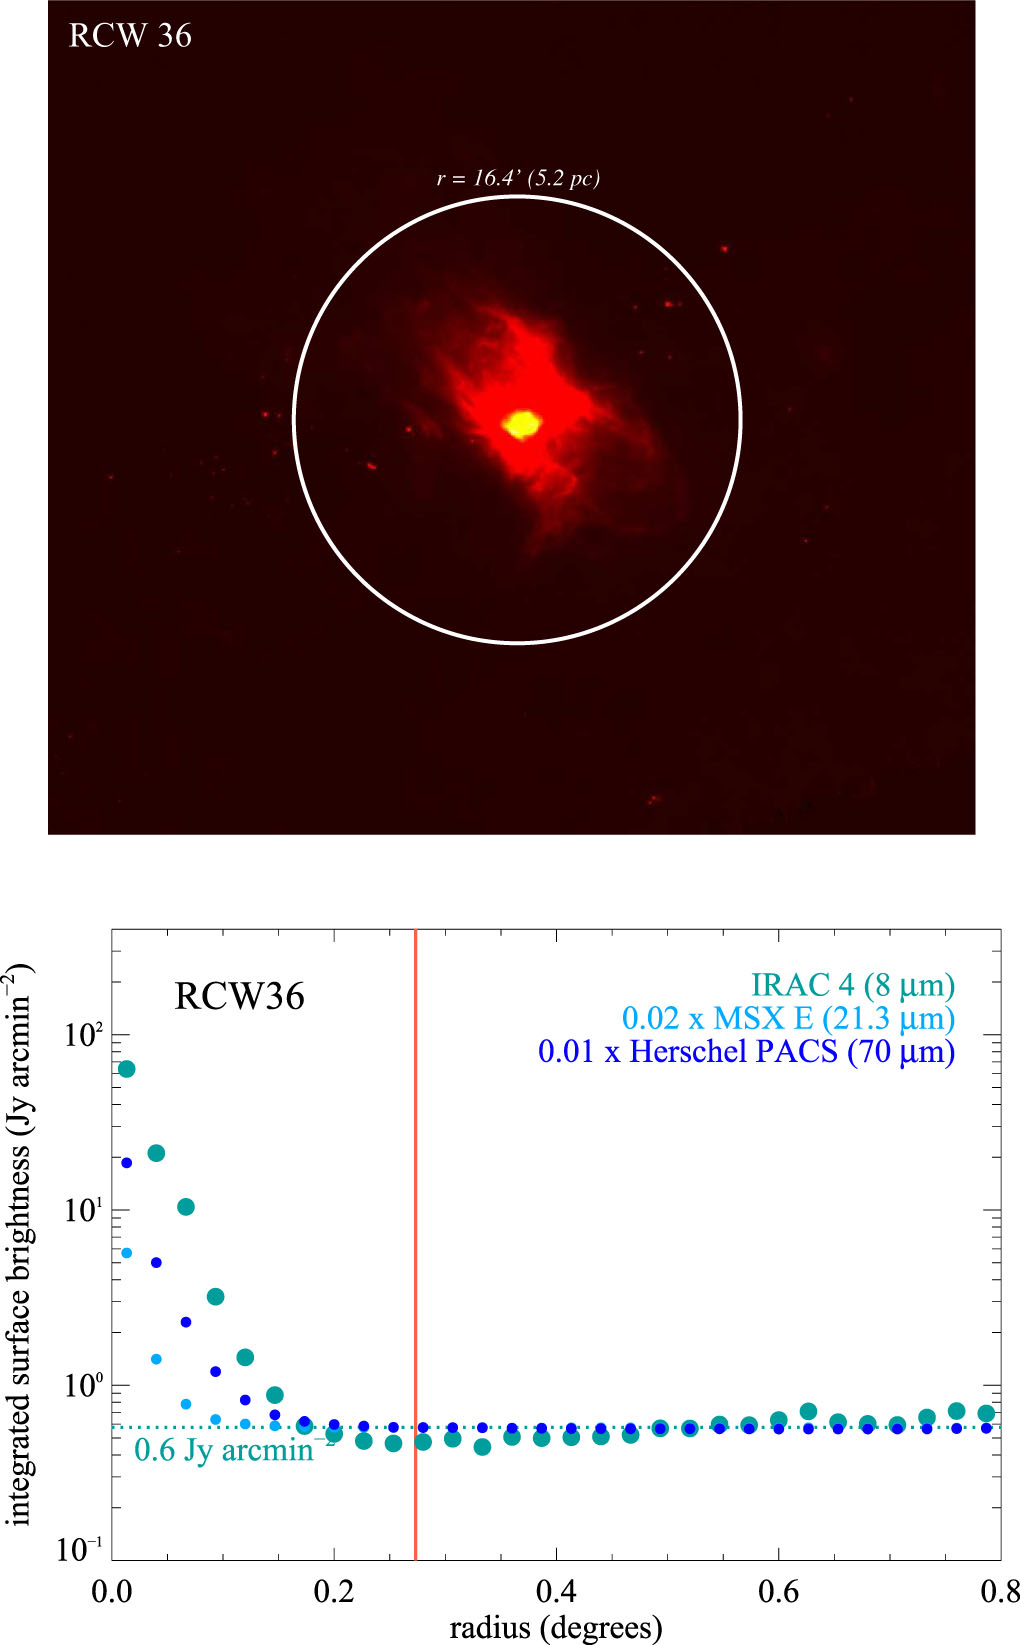 RCW 36
r = 16.4’ (5.2 pc)
RCW36
IRAC 4 (8 μm)
0.02 x MSX E (21.3 μm)
0.01 x Herschel PACS (70 μm)
integrated surface brightness (Jy arcmin⁻²)
10²
10¹
10⁰
10⁻¹
0.6 Jy arcmin⁻²
0.0 0.2 0.4 0.6 0.8
radius (degrees)